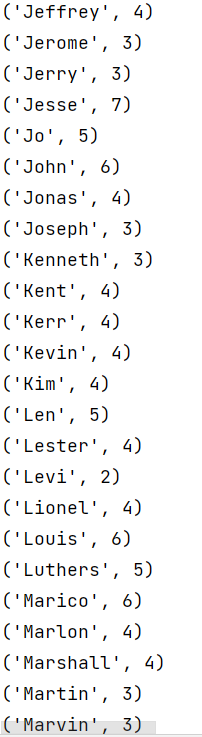 ('Jeffrey', 4)
('Jerome', 3)
('Jerry', 3)
('Jesse', 7)
('Jo', 5)
('John', 6)
('Jonas', 4)
('Joseph', 3)
('Kenneth', 3)
('Kent', 4)
('Kerr', 4)
('Kevin', 4)
('Kim', 4)
('Len', 5)
('Lester', 4)
('Levi', 2)
('Lionel', 4)
('Louis', 6)
('Luthers', 5)
('Marico', 6)
('Marlon', 4)
('Marshall', 4)
('Martin', 3)
('Marvin', 3)